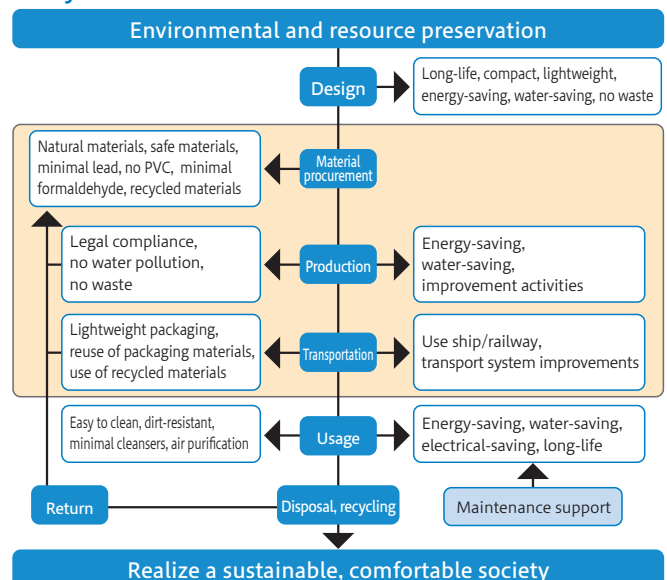 Environmental and resource preservation
Design
Long-life, compact, lightweight,
energy-saving, water-saving, no waste
Natural materials, safe materials,
minimal lead, no PVC, minimal
formaldehyde, recycled materials
Material
procurement
Legal compliance,
no water pollution,
no waste
Production
Energy-saving,
water-saving,
improvement activities
Lightweight packaging,
reuse of packaging materials,
use of recycled materials
Transportation
Use ship/railway,
transport system improvements
Easy to clean, dirt-resistant,
minimal cleansers, air purification
Usage
Energy-saving, water-saving,
electrical-saving, long-life
Return
Disposal, recycling
Maintenance support
Realize a sustainable, comfortable society